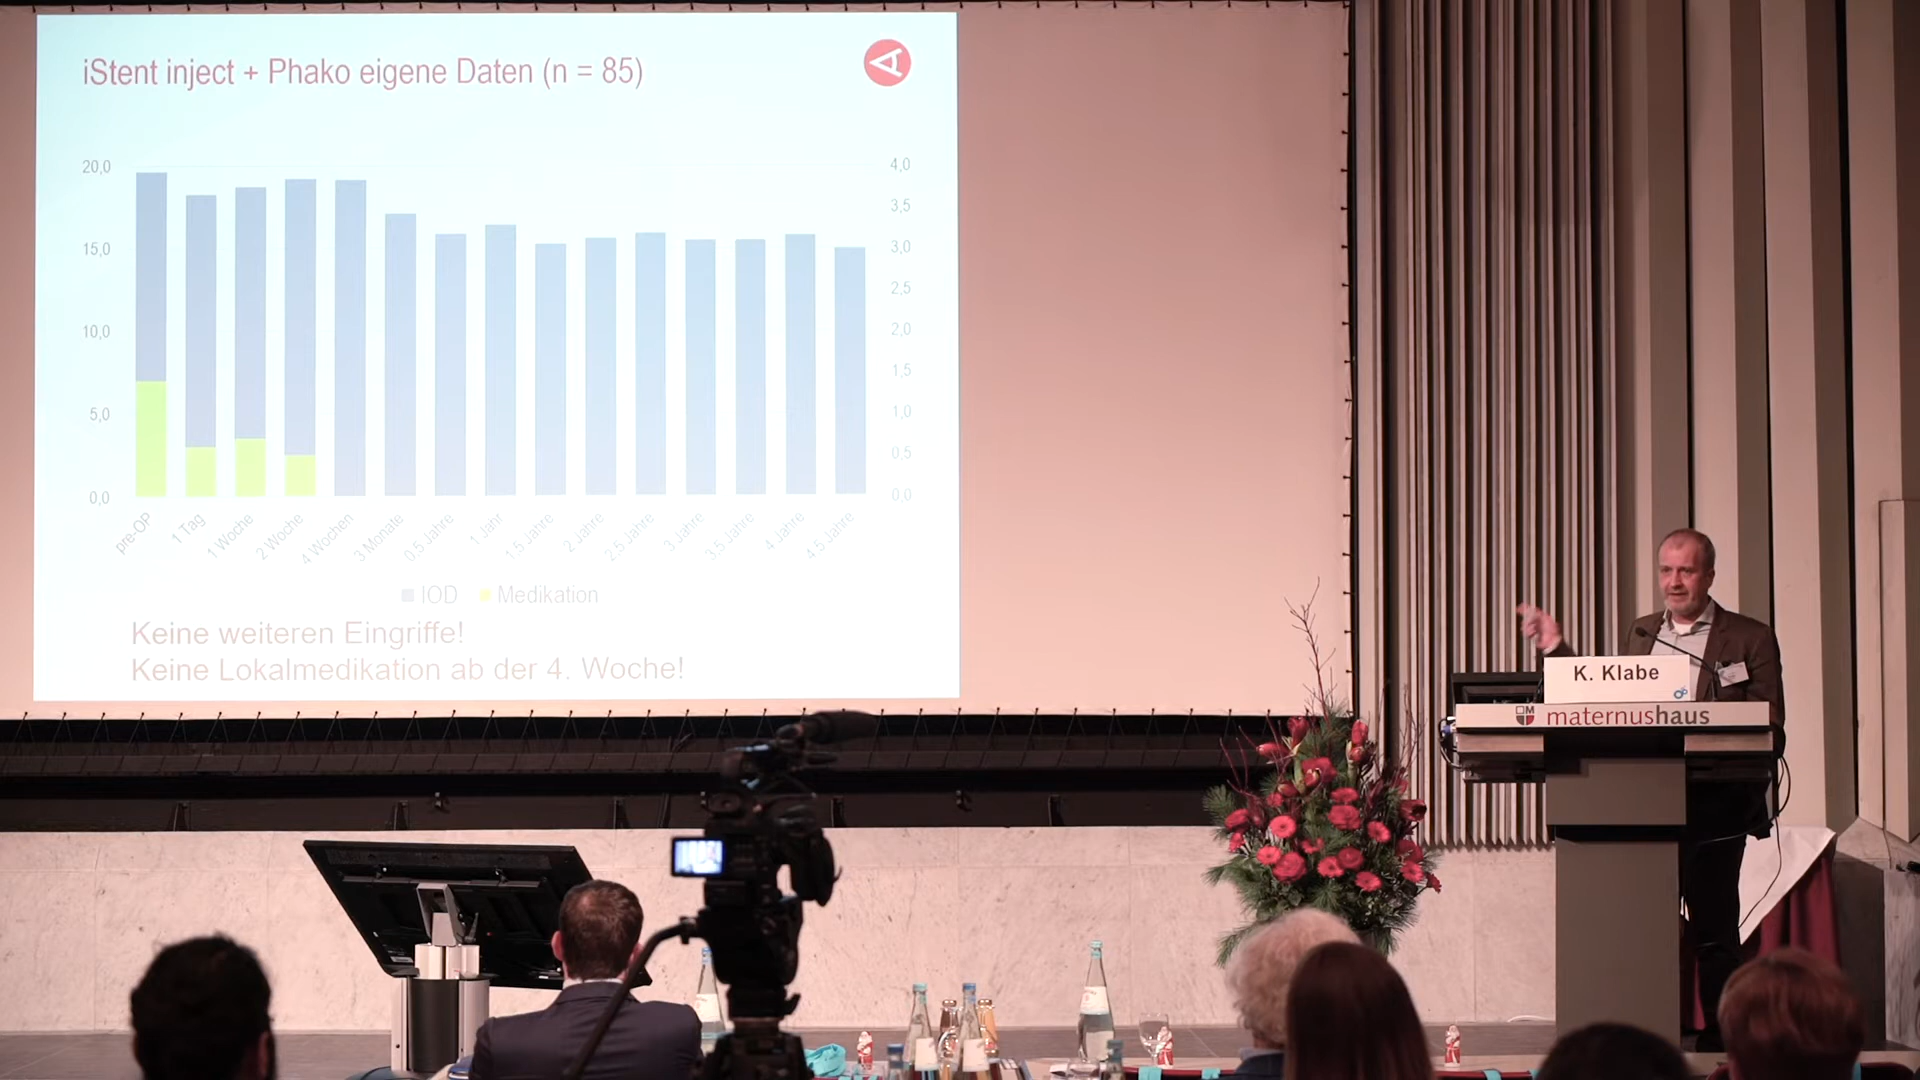 iStent inject + Phako eigene Daten (n = 85)
20,0
15,0
10,0
5,0
0,0
4,0
3,5
3,0
2,5
2,0
1,5
1,0
0,5
0,0
pre-OP
1 Tag
1 Woche
2 Woche
4 Wochen
3 Monate
0.5 Jahre
1 Jahr
1.5 Jahre
2 Jahre
2.5 Jahre
3 Jahre
3.5 Jahre
4 Jahre
4.5 Jahre
IOD Medikation
Keine weiteren Eingriffe!
Keine Lokalmedikation ab der 4. Woche!
K. Klabe
maternushaus